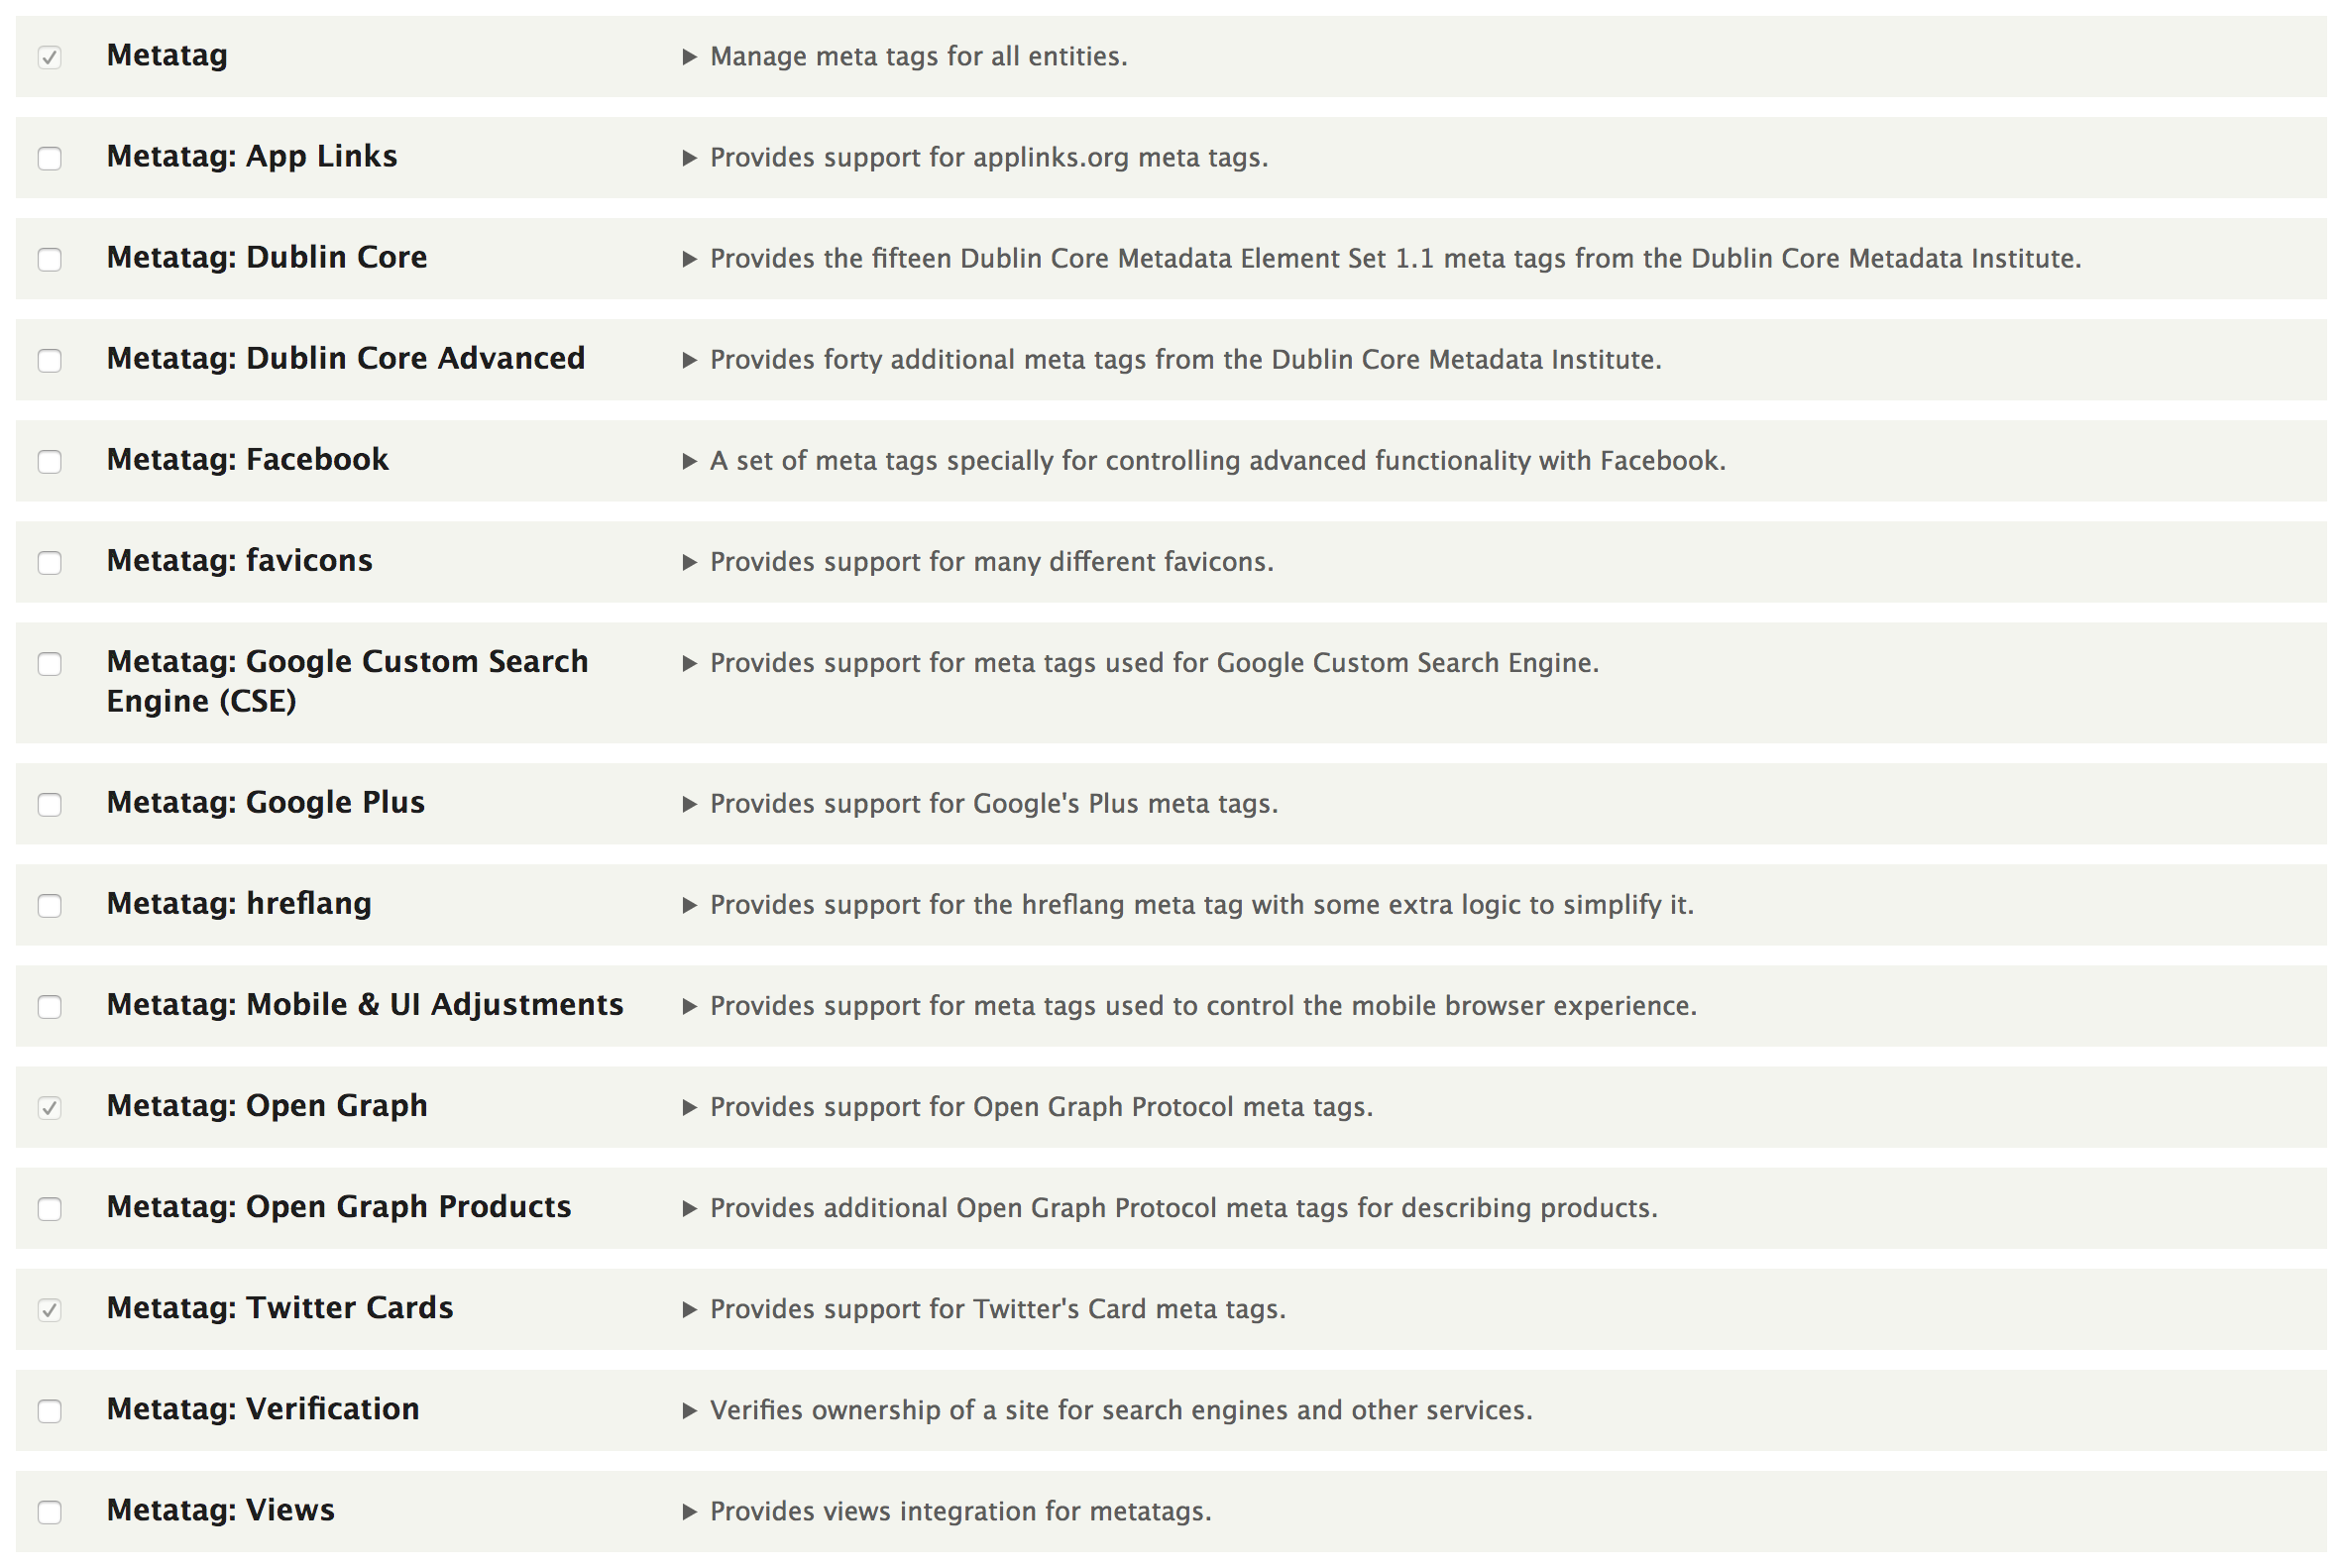 Metatag
Manage meta tags for all entities.
Metatag: App Links
Provides support for applinks.org meta tags.
Metatag: Dublin Core
Provides the fifteen Dublin Core Metadata Element Set 1.1 meta tags from the Dublin Core Metadata Institute.
Metatag: Dublin Core Advanced
Provides forty additional meta tags from the Dublin Core Metadata Institute.
Metatag: Facebook
A set of meta tags specially for controlling advanced functionality with Facebook.
Metatag: favicons
Provides support for many different favicons.
Metatag: Google Custom Search
Engine (CSE)
Provides support for meta tags used for Google Custom Search Engine.
Metatag: Google Plus
Provides support for Google's Plus meta tags.
Metatag: hreflang
Provides support for the hreflang meta tag with some extra logic to simplify it.
Metatag: Mobile & UI Adjustments
Provides support for meta tags used to control the mobile browser experience.
Metatag: Open Graph
Provides support for Open Graph Protocol meta tags.
Metatag: Open Graph Products
Provides additional Open Graph Protocol meta tags for describing products.
Metatag: Twitter Cards
Provides support for Twitter's Card meta tags.
Metatag: Verification
Verifies ownership of a site for search engines and other services.
Metatag: Views
Provides views integration for metatags.